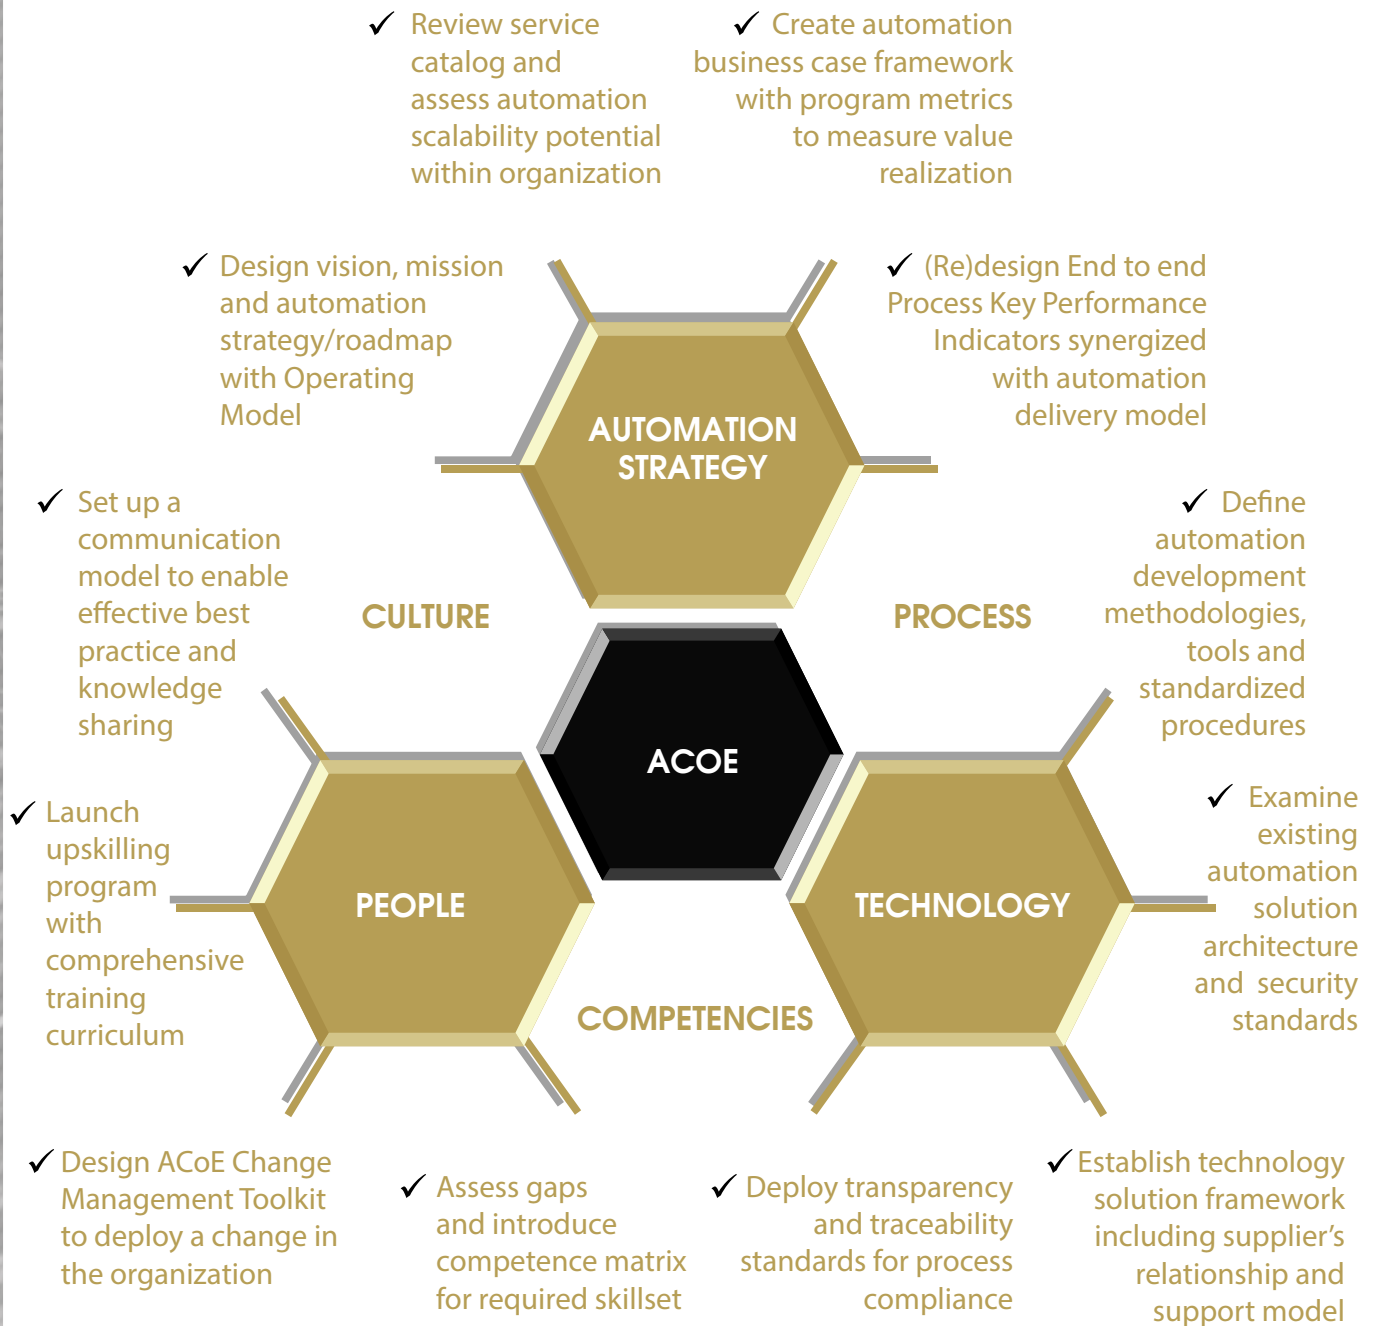 ✓ Review service
catalog and
assess automation
scalability potential
within organization
✓ Create automation
business case framework
with program metrics
to measure value
realization
✓ Design vision, mission
and automation
strategy/roadmap
with Operating
Model
✓ (Re)design End to end
Process Key Performance
Indicators synergized
with automation
delivery model
AUTOMATION
STRATEGY
✓ Set up a
communication
model to enable
effective best
practice and
knowledge
sharing
CULTURE
PROCESS
✓ Define
automation
development
methodologies,
tools and
standardized
procedures
ACOE
✓ Launch
upskilling
program
with
comprehensive
training
curriculum
PEOPLE
TECHNOLOGY
✓ Examine
existing
automation
solution
architecture
and security
standards
COMPETENCIES
✓ Design ACoE Change
Management Toolkit
to deploy a change in
the organization
✓ Assess gaps
and introduce
competence matrix
for required skillset
✓ Deploy transparency
and traceability
standards for process
compliance
✓ Establish technology
solution framework
including supplier's
relationship and
support model